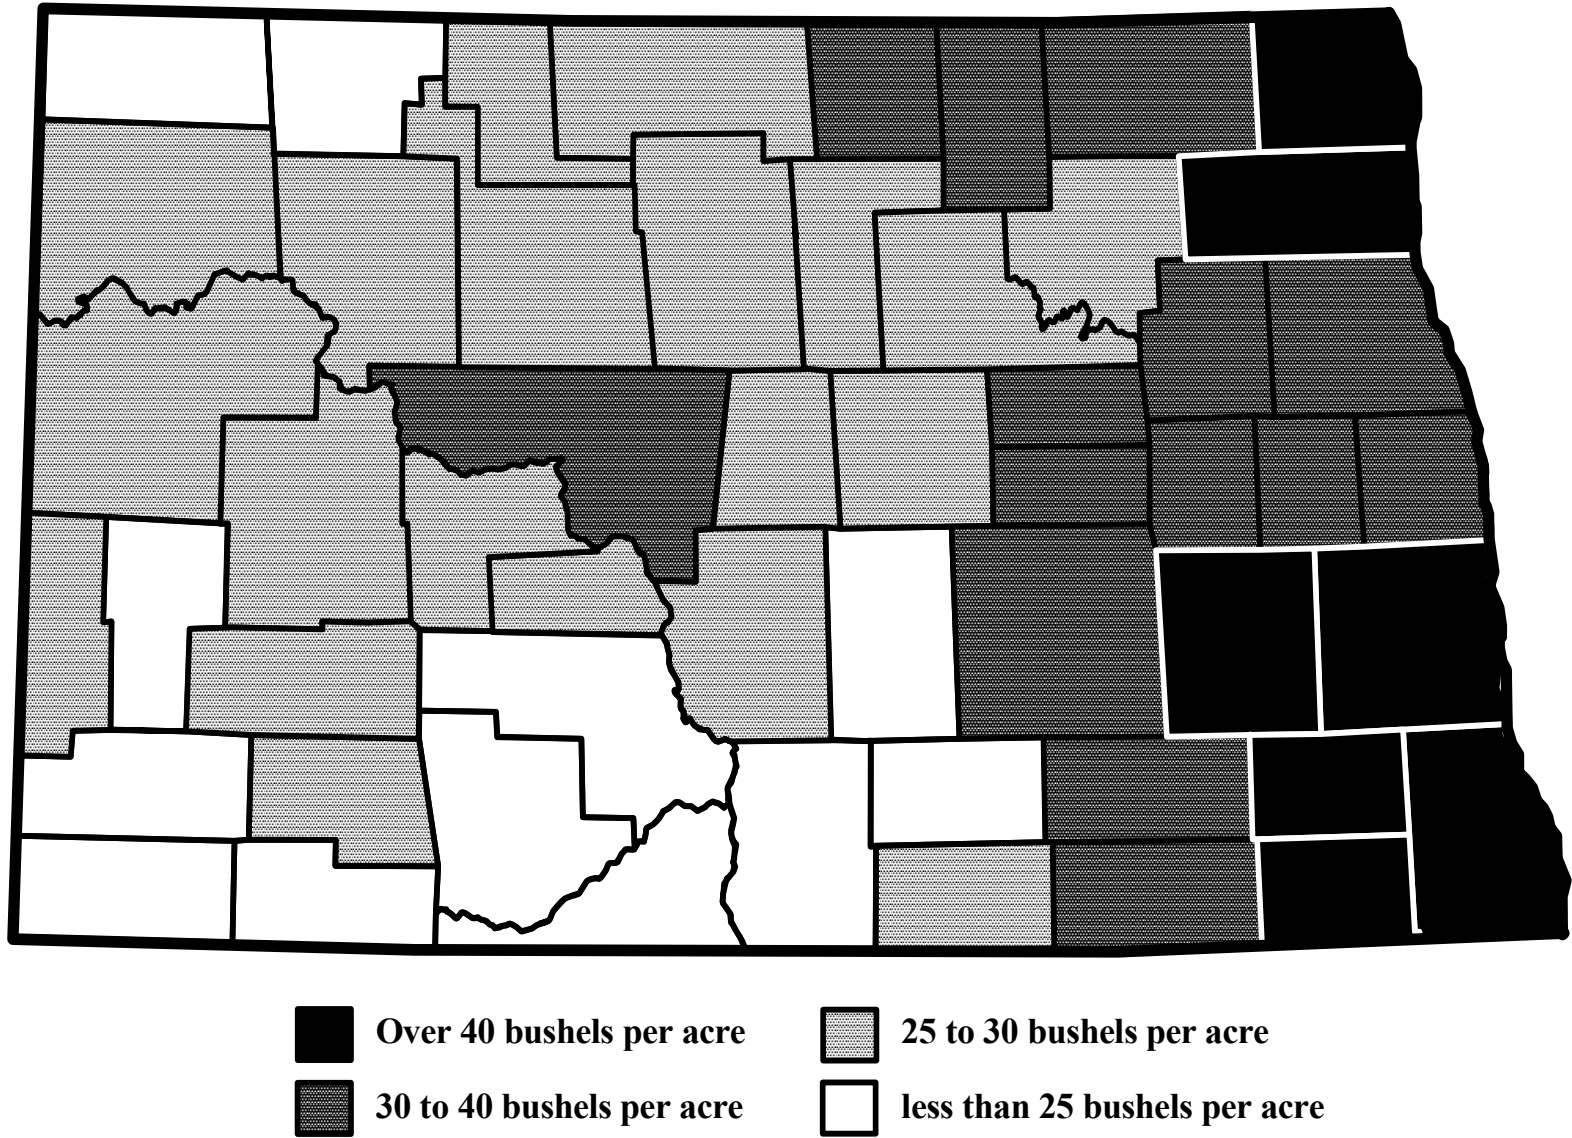 Over 40 bushels per acre
25 to 30 bushels per acre
30 to 40 bushels per acre
less than 25 bushels per acre